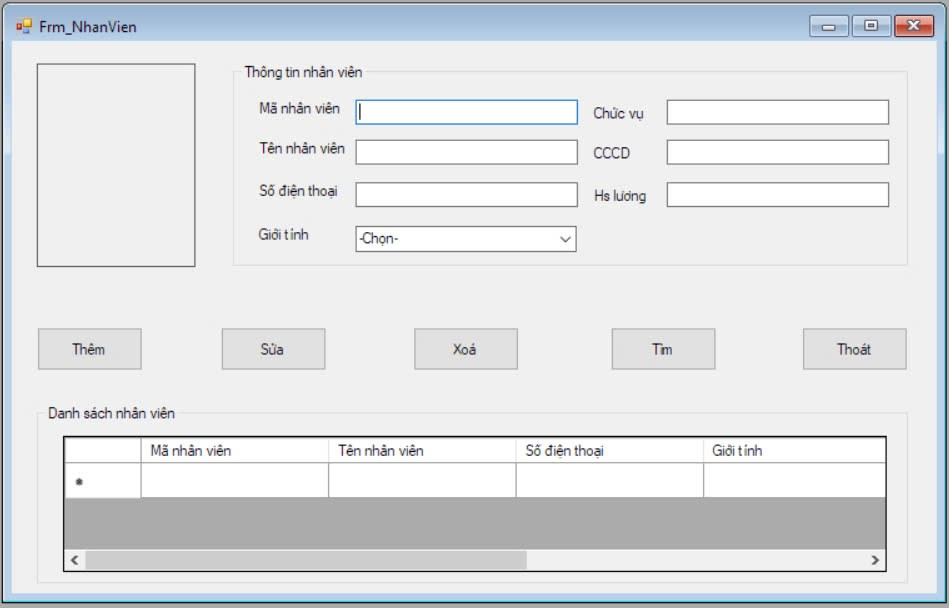 Frm_NhanVien
Thông tin nhân viên
Mã nhân viên
Chức vụ
Tên nhân viên
CCCD
Số điện thoại
Hs lương
Giới tính
-Chọn-
Thêm
Sửa
Xoá
Tìm
Thoát
Danh sách nhân viên
Mã nhân viên Tên nhân viên Số điện thoại Giới tính